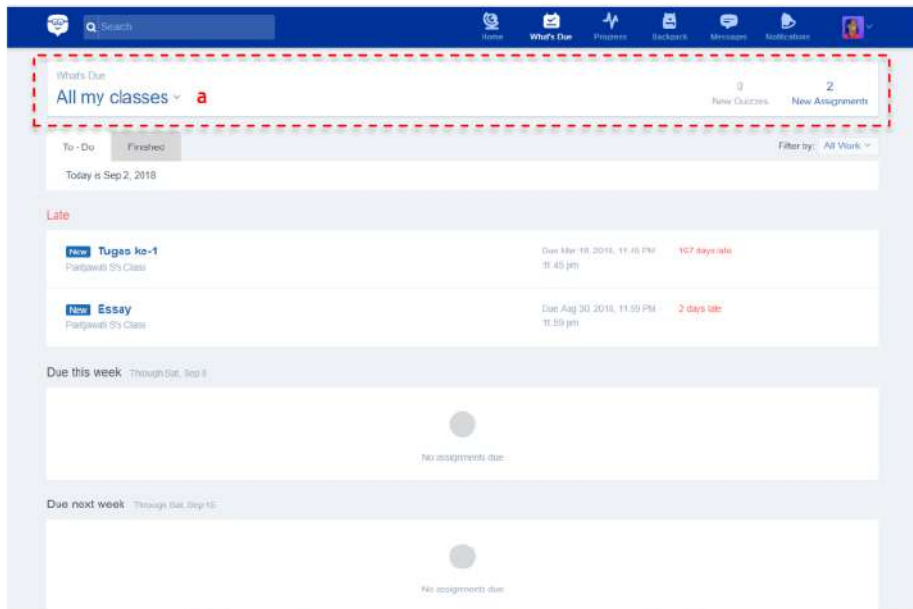 Search
Home What's Due Progress Backpack Messages Notifications
What's Due
All my classes a
0 2
New Quizzes New Assignments
To - Do Finished Filter by: All Work
Today is Sep 2, 2018
Late
New Tugas ke-1 Due Mar 18, 2018, 11:45 PM 167 days late
S's Class 11:45 pm
New Essay Due Aug 30, 2018, 11:59 PM 2 days late
S's Class 11:59 pm
Due this week Through Sat, Sep 8
No assignments due
Due next week Through Sat, Sep 15
No assignments due